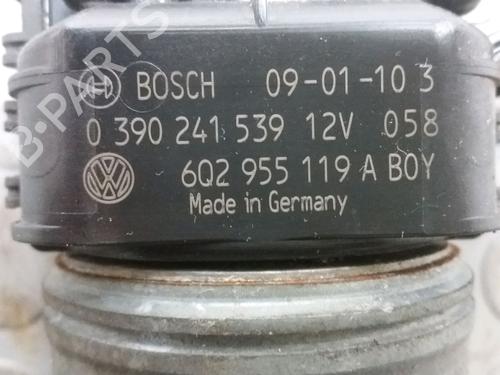 B-PARTS
BOSCH 09-01-10 3
0 390 241 539 12V 058
6Q2 955 119 A BOY
Made in Germany